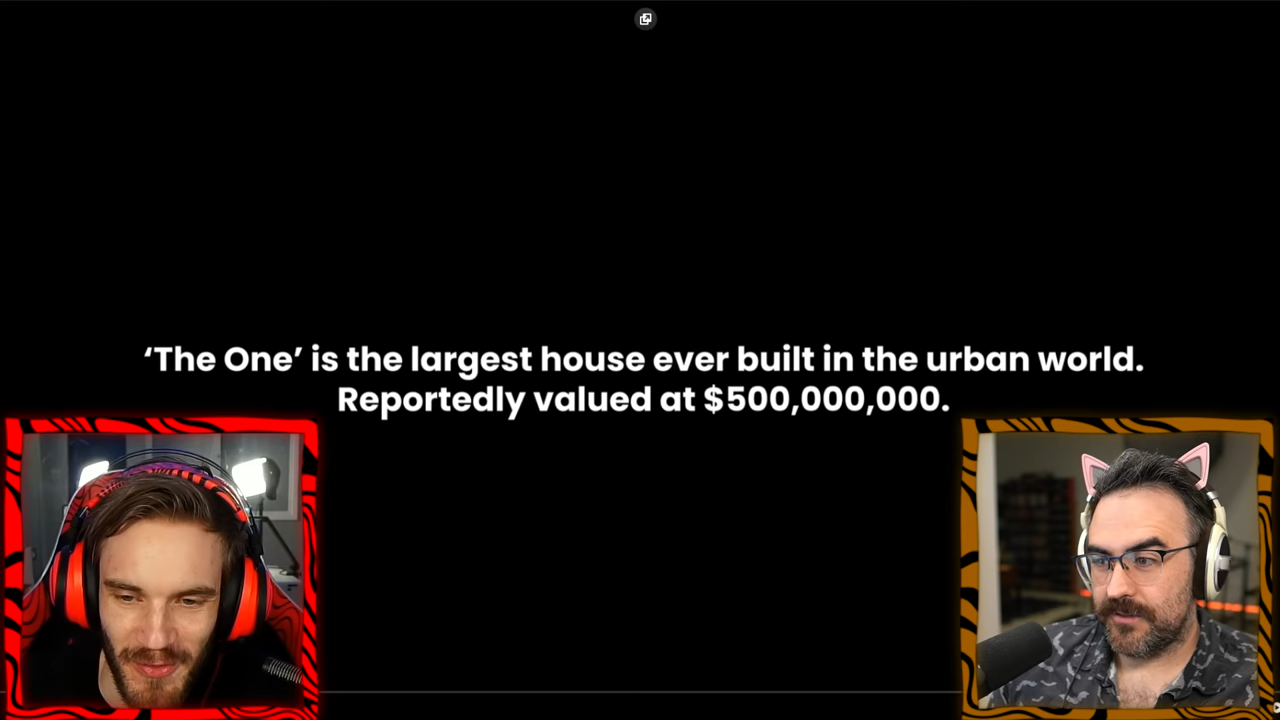 ‘The One’ is the largest house ever built in the urban world.
Reportedly valued at $500,000,000.